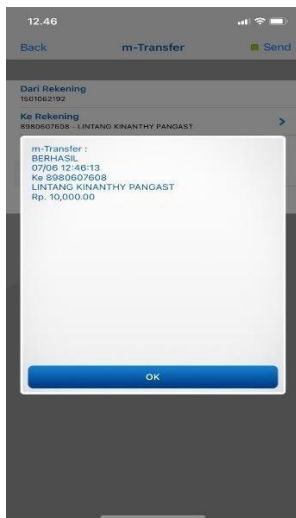 12.46
Back m-Transfer Send
Dari Rekening
1501062192
Ke Rekening
8980607608 - LINTANG KINANTHY PANGAST
m-Transfer :
BERHASIL
07/06 12:46:13
Ke 8980607608
LINTANG KINANTHY PANGAST
Rp. 10,000.00
OK